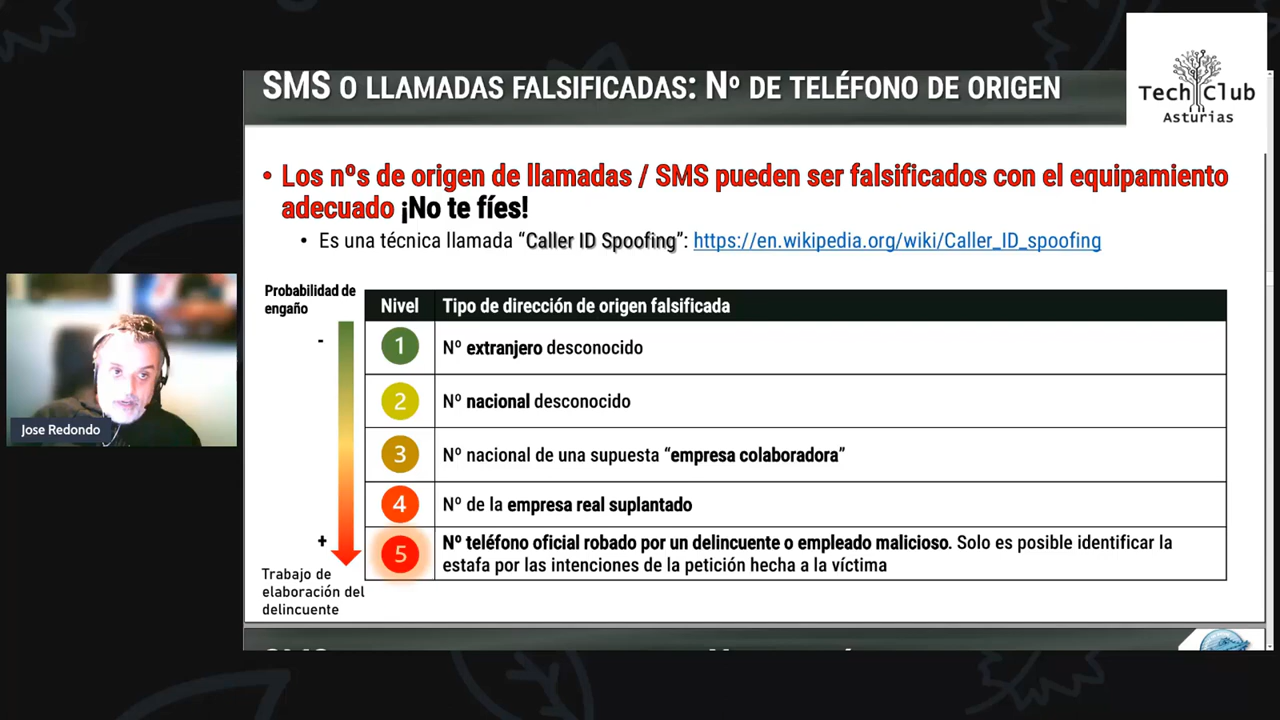 SMS O LLAMADAS FALSIFICADAS: Nº DE TELÉFONO DE ORIGEN
Tech Club
Asturias
• Los nºs de origen de llamadas / SMS pueden ser falsificados con el equipamiento
adecuado ¡No te fíes!
• Es una técnica llamada “Caller ID Spoofing”: https://en.wikipedia.org/wiki/Caller_ID_spoofing
Probabilidad de
engaño
-
+
Trabajo de
elaboración del
delincuente
Nivel Tipo de dirección de origen falsificada
1 Nº extranjero desconocido
2 Nº nacional desconocido
3 Nº nacional de una supuesta “empresa colaboradora”
4 Nº de la empresa real suplantado
5 Nº teléfono oficial robado por un delincuente o empleado malicioso. Solo es posible identificar la
estafa por las intenciones de la petición hecha a la víctima
Jose Redondo